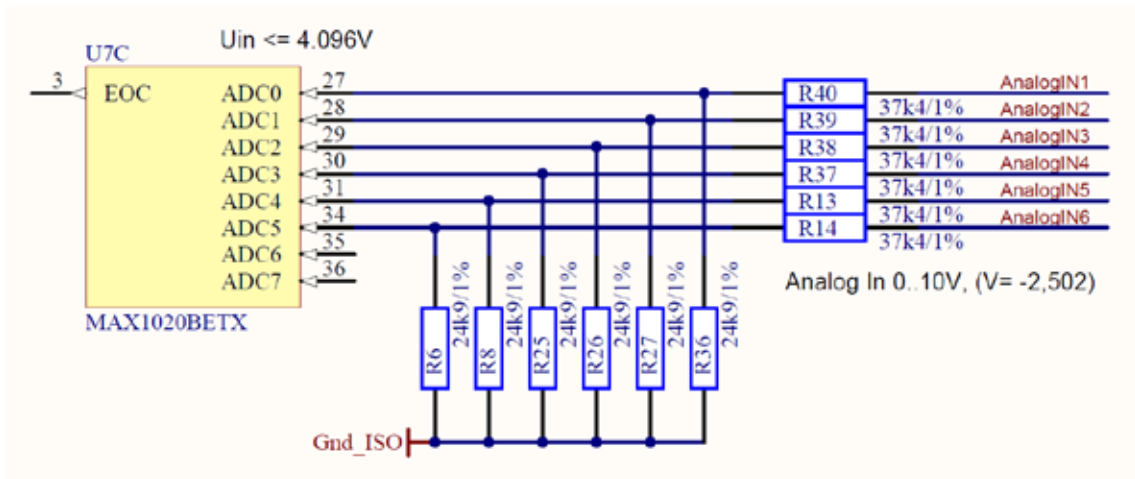 Uin <= 4.096V
U7C
3 EOC
ADC0 27
ADC1 28
ADC2 29
ADC3 30
ADC4 31
ADC5 34
ADC6 35
ADC7 36
MAX1020BETX
R40 37k4/1% AnalogIN1
R39 37k4/1% AnalogIN2
R38 37k4/1% AnalogIN3
R37 37k4/1% AnalogIN4
R13 37k4/1% AnalogIN5
R14 37k4/1% AnalogIN6
Analog In 0..10V, (V= -2,502)
R6 24k9/1%
R8 24k9/1%
R25 24k9/1%
R26 24k9/1%
R27 24k9/1%
R36 24k9/1%
Gnd_ISO